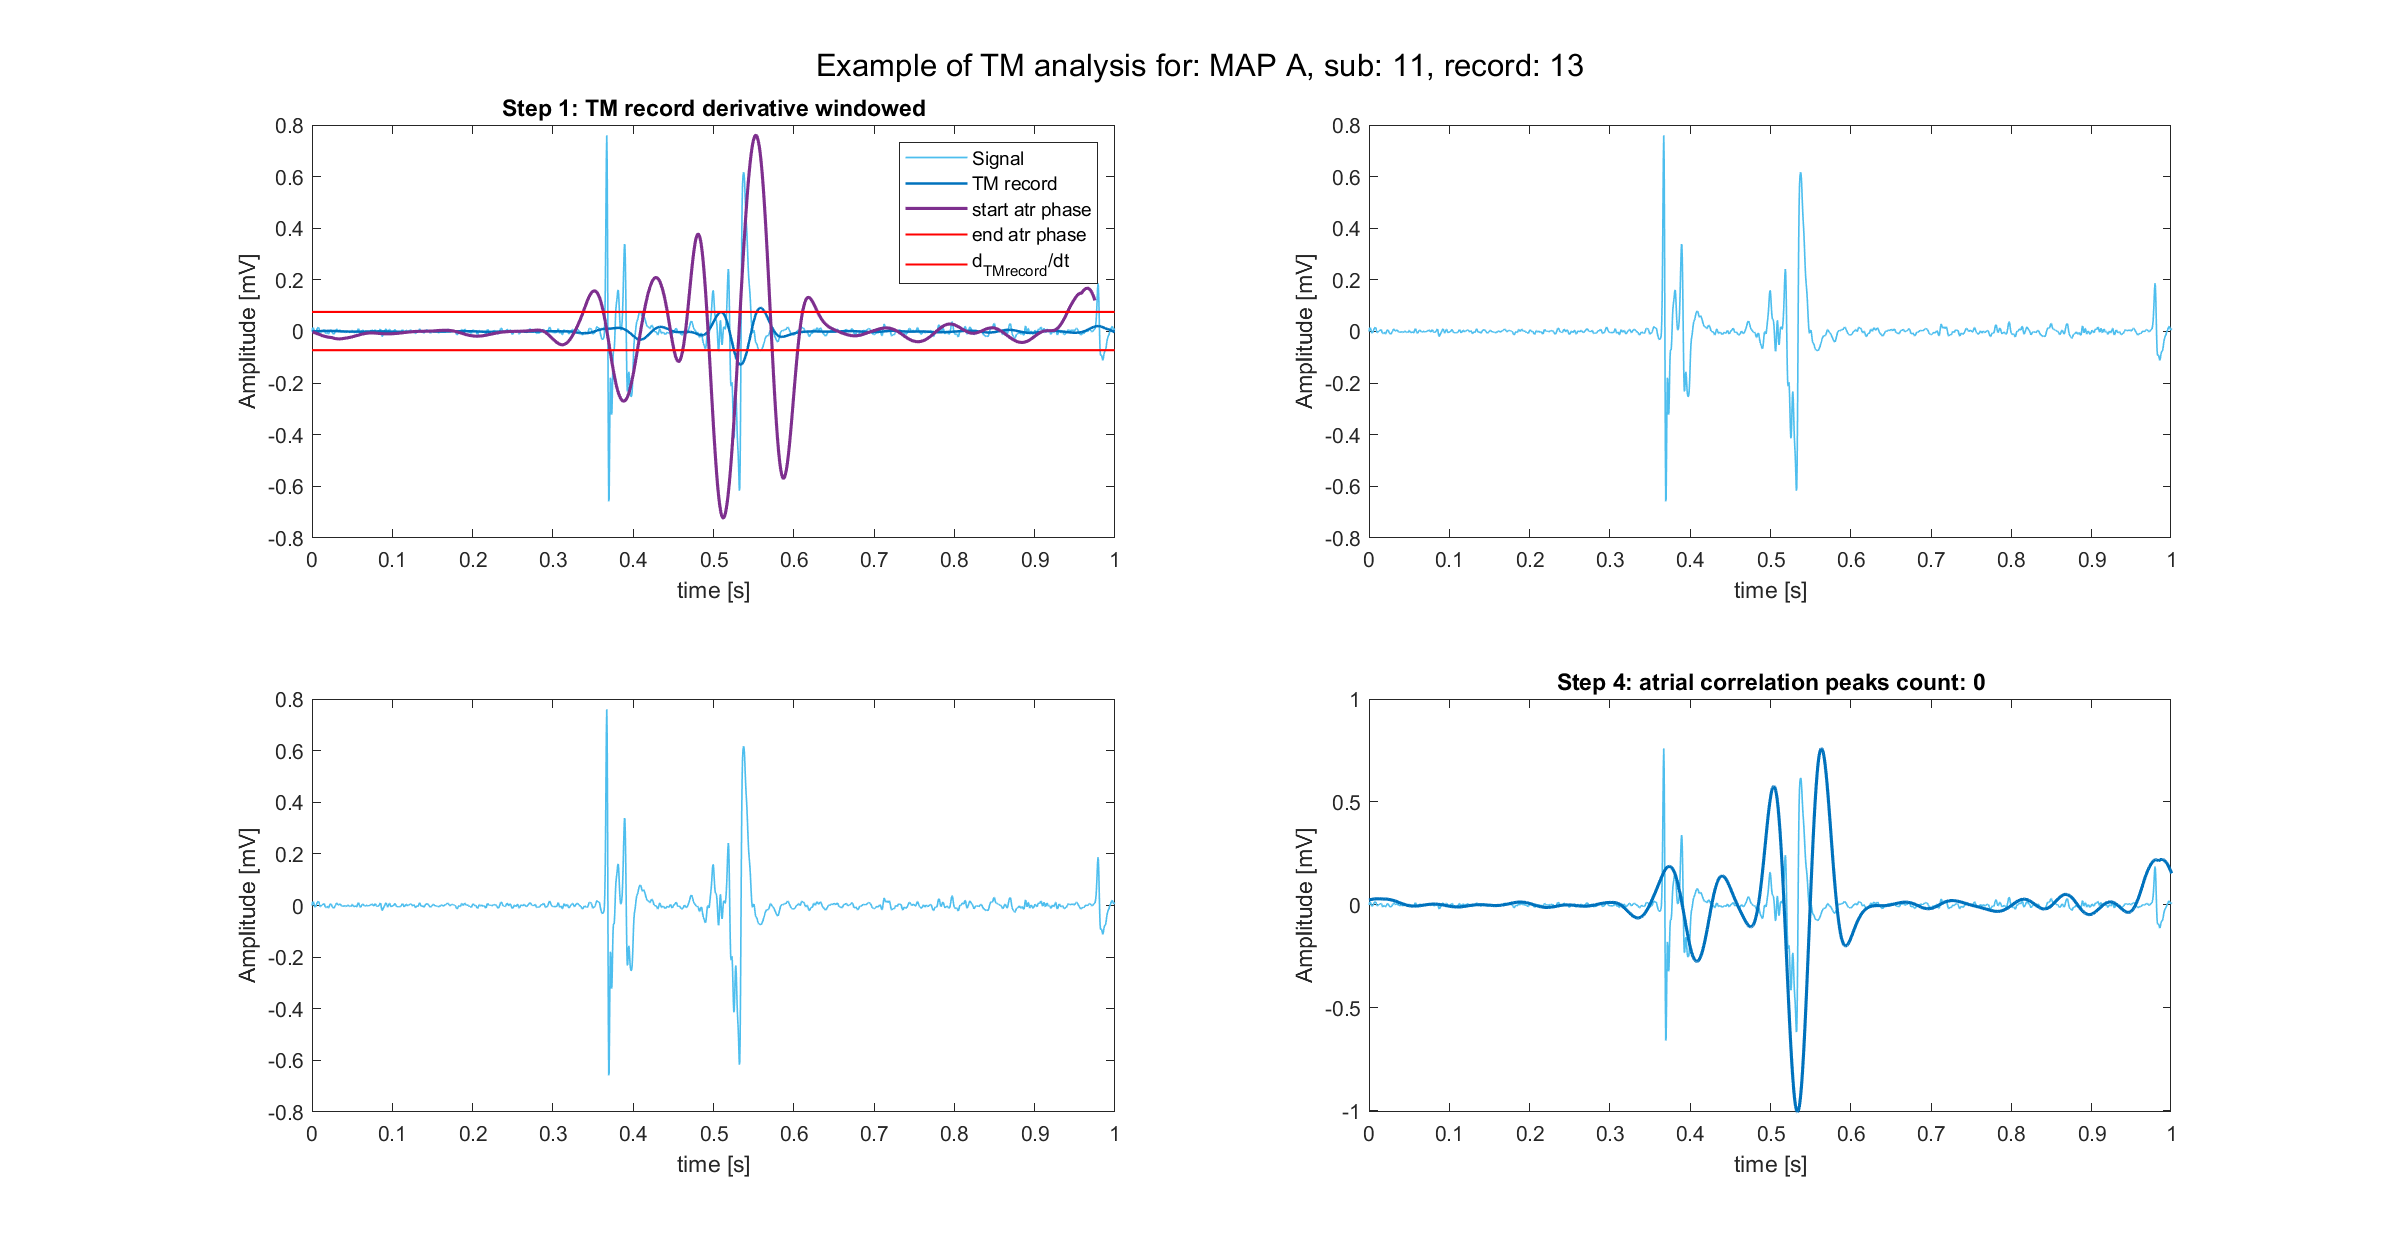 Example of TM analysis for: MAP A, sub: 11, record: 13
Step 1: TM record derivative windowed
0.8
0.6
0.4
0.2
0
-0.2
-0.4
-0.6
-0.8
Amplitude [mV]
Signal
TM record
start atr phase
end atr phase
dTMrecord/dt
0 0.1 0.2 0.3 0.4 0.5 0.6 0.7 0.8 0.9 1
time [s]
0.8
0.6
0.4
0.2
0
-0.2
-0.4
-0.6
-0.8
Amplitude [mV]
0 0.1 0.2 0.3 0.4 0.5 0.6 0.7 0.8 0.9 1
time [s]
0.8
0.6
0.4
0.2
0
-0.2
-0.4
-0.6
-0.8
Amplitude [mV]
0 0.1 0.2 0.3 0.4 0.5 0.6 0.7 0.8 0.9 1
time [s]
Step 4: atrial correlation peaks count: 0
1
0.5
0
-0.5
-1
Amplitude [mV]
0 0.1 0.2 0.3 0.4 0.5 0.6 0.7 0.8 0.9 1
time [s]